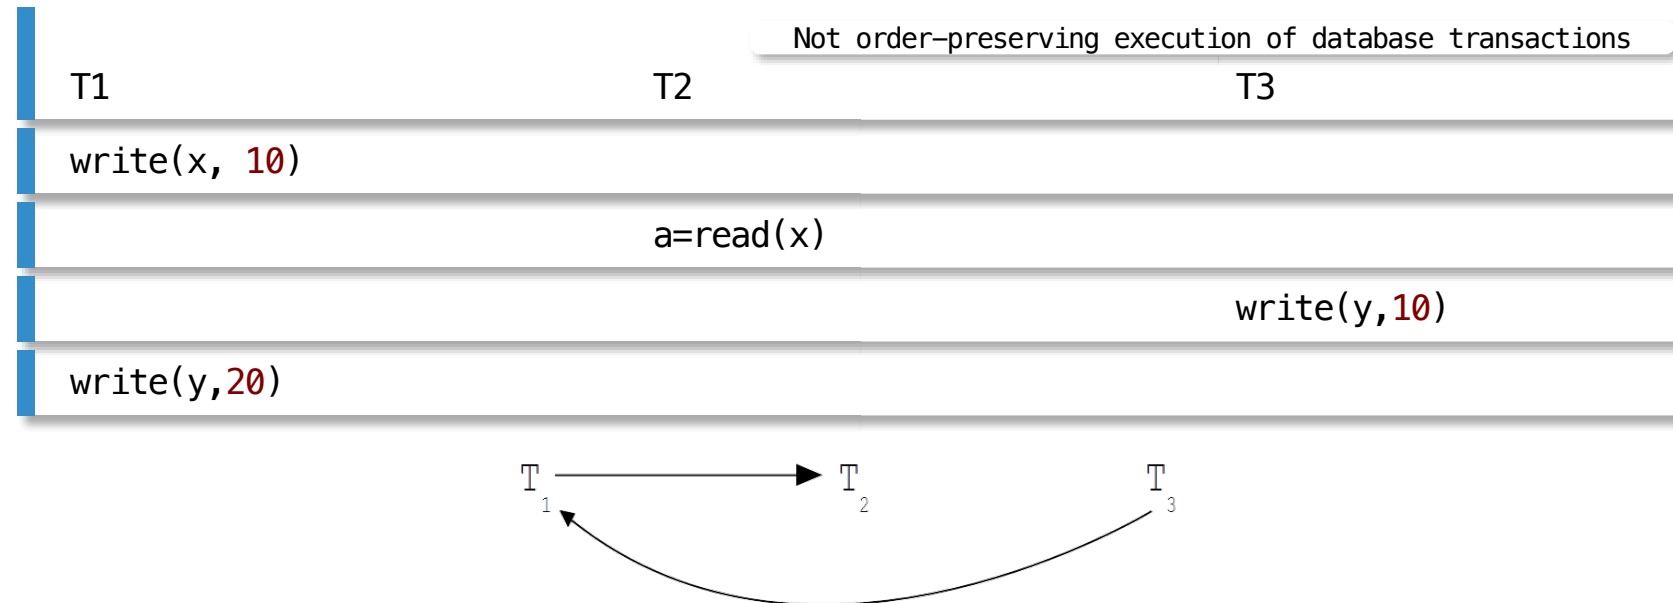 Not order–preserving execution of database transactions
T1 T2 T3
write(x, 10)
a=read(x)
write(y,10)
write(y,20)
T1 T2 T3